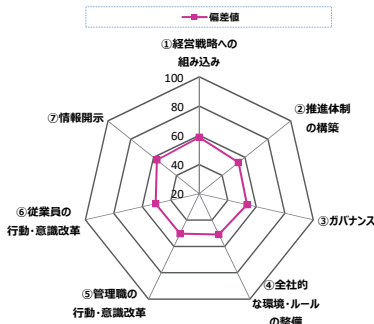 偏差値
①経営戦略への
組み込み
100
80
60
40
20
②推進体制
の構築
③ガバナンス
④全社的
な環境・ルール
の整備
⑤管理職の
行動・意識改革
⑥従業員の
行動・意識改革
⑦情報開示